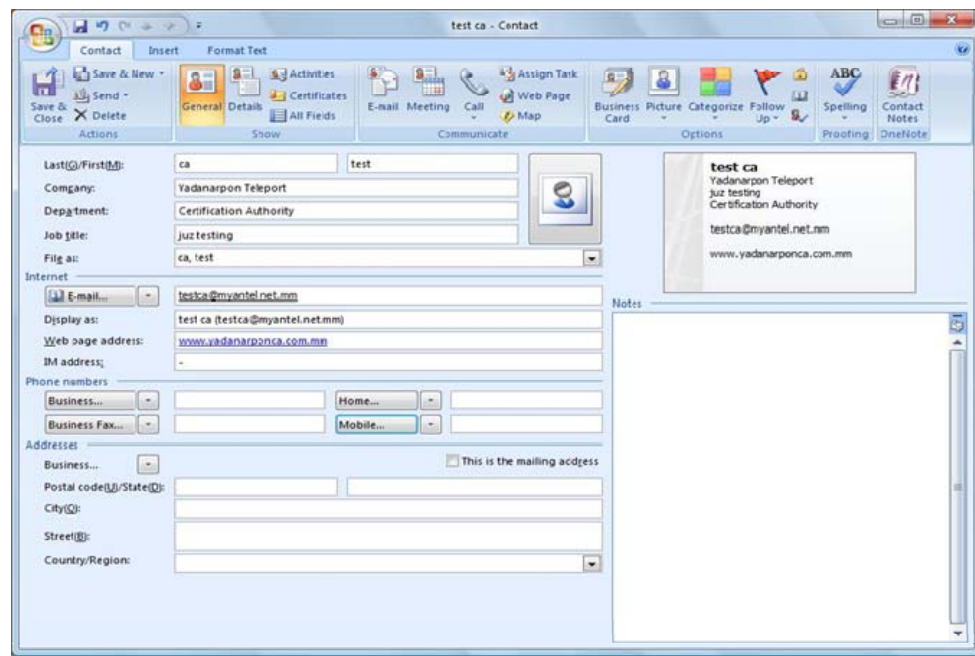 test ca - Contact
Contact Insert Format Text
Save & Close
Save & New
Send
Delete
Actions
General
Details
Activities
Certificates
All Fields
Show
E-mail
Meeting
Call
Assign Task
Web Page
Map
Communicate
Business Card
Picture
Categorize
Follow Up
Options
ABC
Spelling
Proofing
Contact Notes
OneNote
Last(G)/First(M): ca test
Company: Yadanarpon Teleport
Department: Certification Authority
Job title: juz testing
File as: ca, test
Internet
E-mail... testca@myantel.net.mm
Display as: test ca (testca@myantel.net.mm)
Web page address: www.yadanarponca.com.mm
IM address: -
Phone numbers
Business... Home...
Business Fax... Mobile...
Addresses
Business... This is the mailing address
Postal code(U)/State(D):
City(O):
Street(B):
Country/Region:
test ca
Yadanarpon Teleport
juz testing
Certification Authority
testca@myantel.net.mm
www.yadanarponca.com.mm
Notes